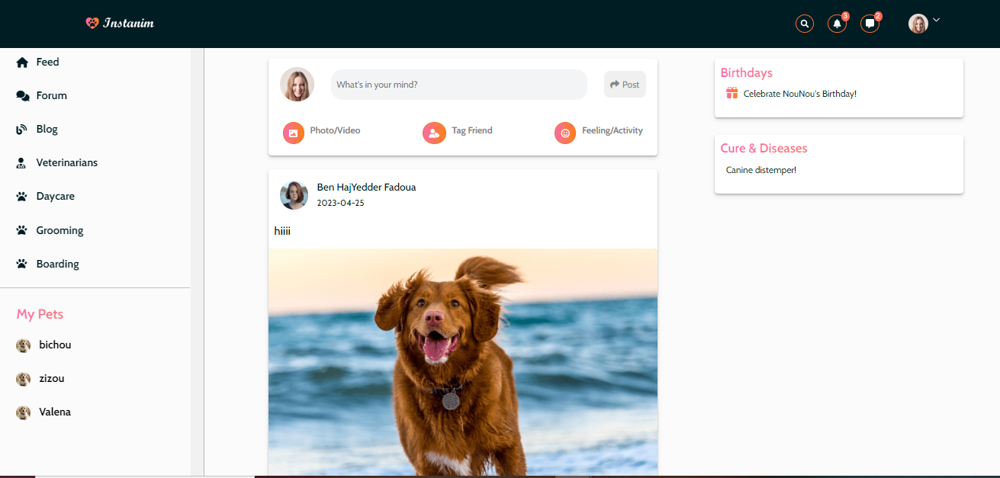 Instanim
3
2
Feed
Forum
Blog
Veterinarians
Daycare
Grooming
Boarding
My Pets
bichou
zizou
Valena
What's in your mind?
Post
Photo/Video
Tag Friend
Feeling/Activity
Ben HajYedder Fadoua
2023-04-25
hiiii
Birthdays
Celebrate NouNou's Birthday!
Cure & Diseases
Canine distemper!